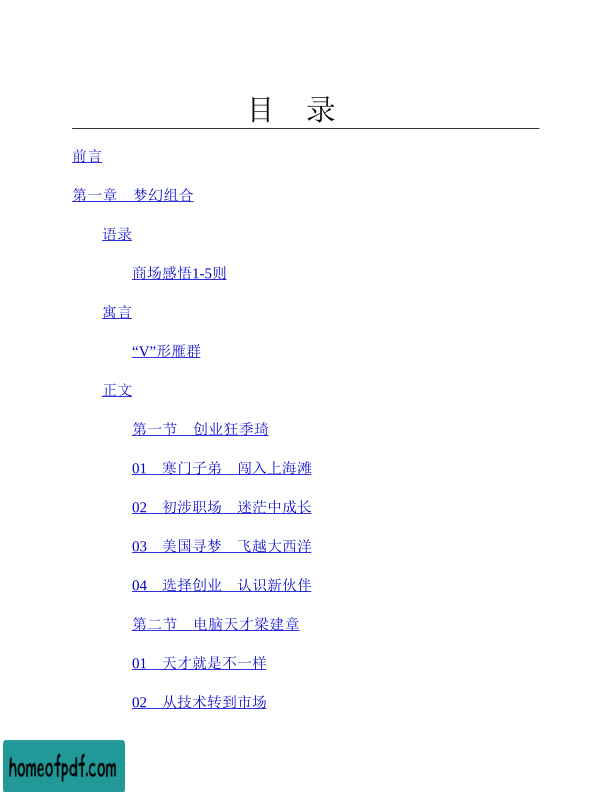 目　录
前言
第一章　梦幻组合
语录
商场感悟1-5则
寓言
“V”形雁群
正文
第一节　创业狂季琦
01　寒门子弟　闯入上海滩
02　初涉职场　迷茫中成长
03　美国寻梦　飞越大西洋
04　选择创业　认识新伙伴
第二节　电脑天才梁建章
01　天才就是不一样
02　从技术转到市场
homeofpdf.com